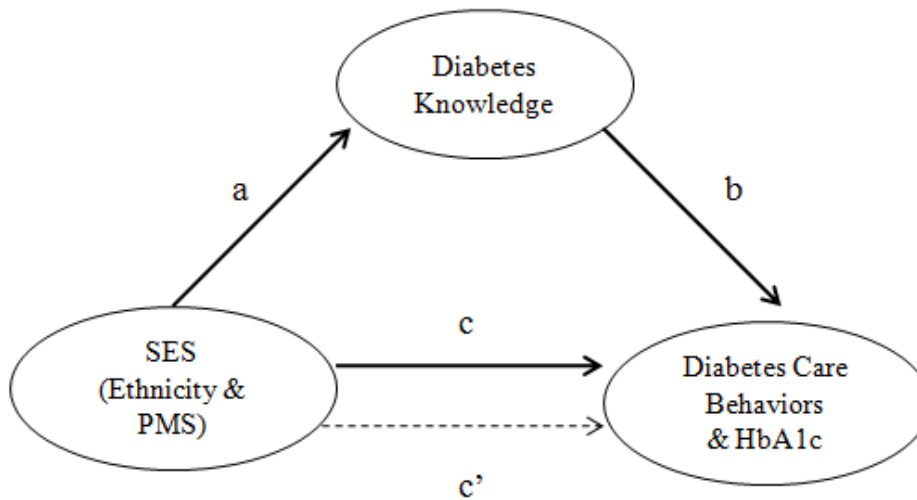 Diabetes
Knowledge
a
b
SES
(Ethnicity &
PMS)
c
Diabetes Care
Behaviors
& HbA1c
c’